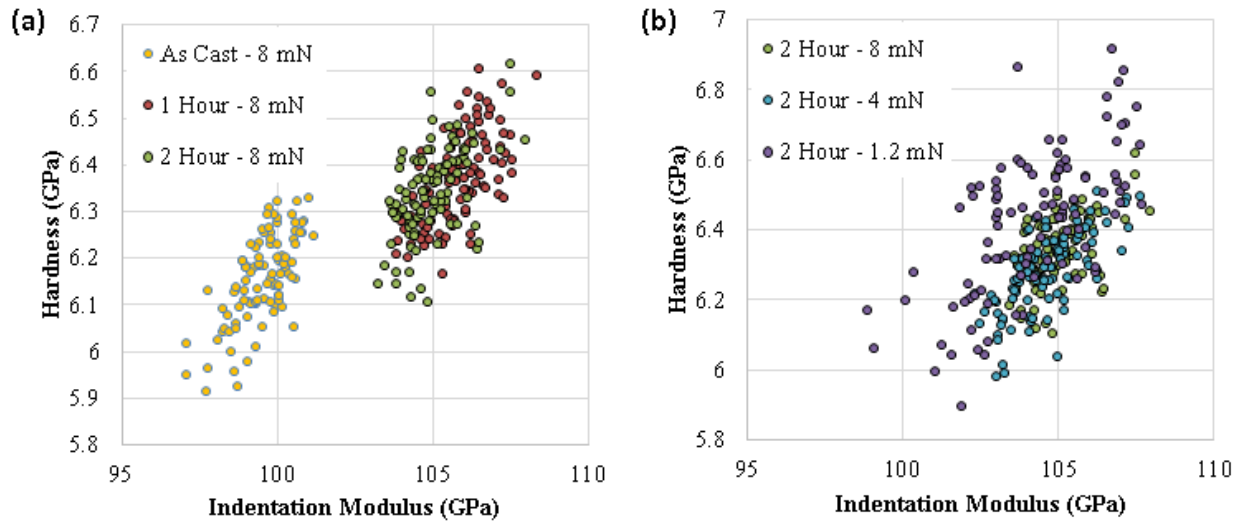 (a)
6.7
6.6
6.5
6.4
6.3
6.2
6.1
6
5.9
5.8
Hardness (GPa)
As Cast - 8 mN
1 Hour - 8 mN
2 Hour - 8 mN
95
100
105
110
Indentation Modulus (GPa)
(b)
7
6.8
6.6
6.4
6.2
6
5.8
Hardness (GPa)
2 Hour - 8 mN
2 Hour - 4 mN
2 Hour - 1.2 mN
95
100
105
110
Indentation Modulus (GPa)